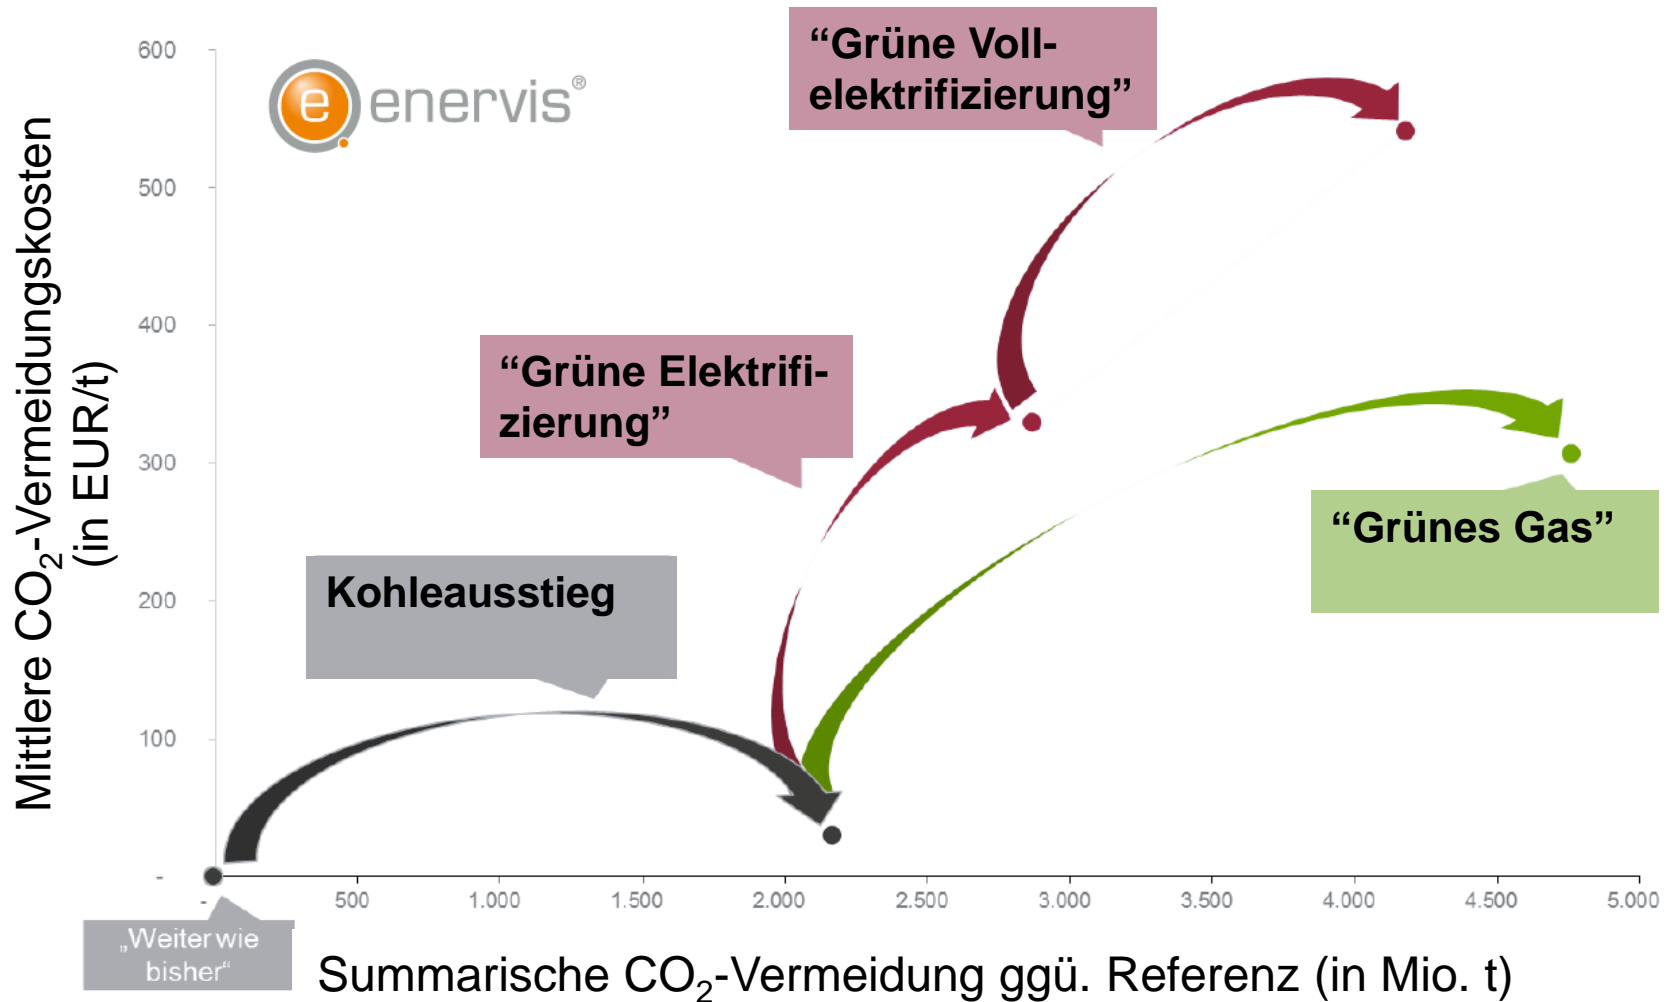 600
500
400
300
200
100
-
Mittlere CO₂-Vermeidungskosten
(in EUR/t)
enervis®
e
“Grüne Voll-
elektrifizierung”
“Grüne Elektrifi-
zierung”
“Grünes Gas”
Kohleausstieg
- 500 1.000 1.500 2.000 2.500 3.000 3.500 4.000 4.500 5.000
„Weiter wie
bisher“
Summarische CO₂-Vermeidung ggü. Referenz (in Mio. t)